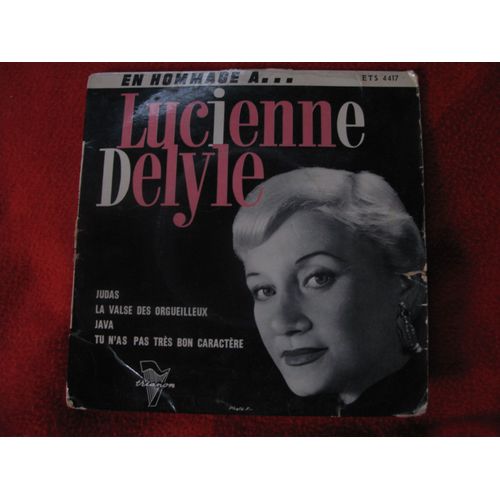 EN HOMMAGE A...
ETS 4417
Lucienne
Delyle
JUDAS
LA VALSE DES ORGUEILLEUX
JAVA
TU N'AS PAS TRÈS BON CARACTÈRE
trianon